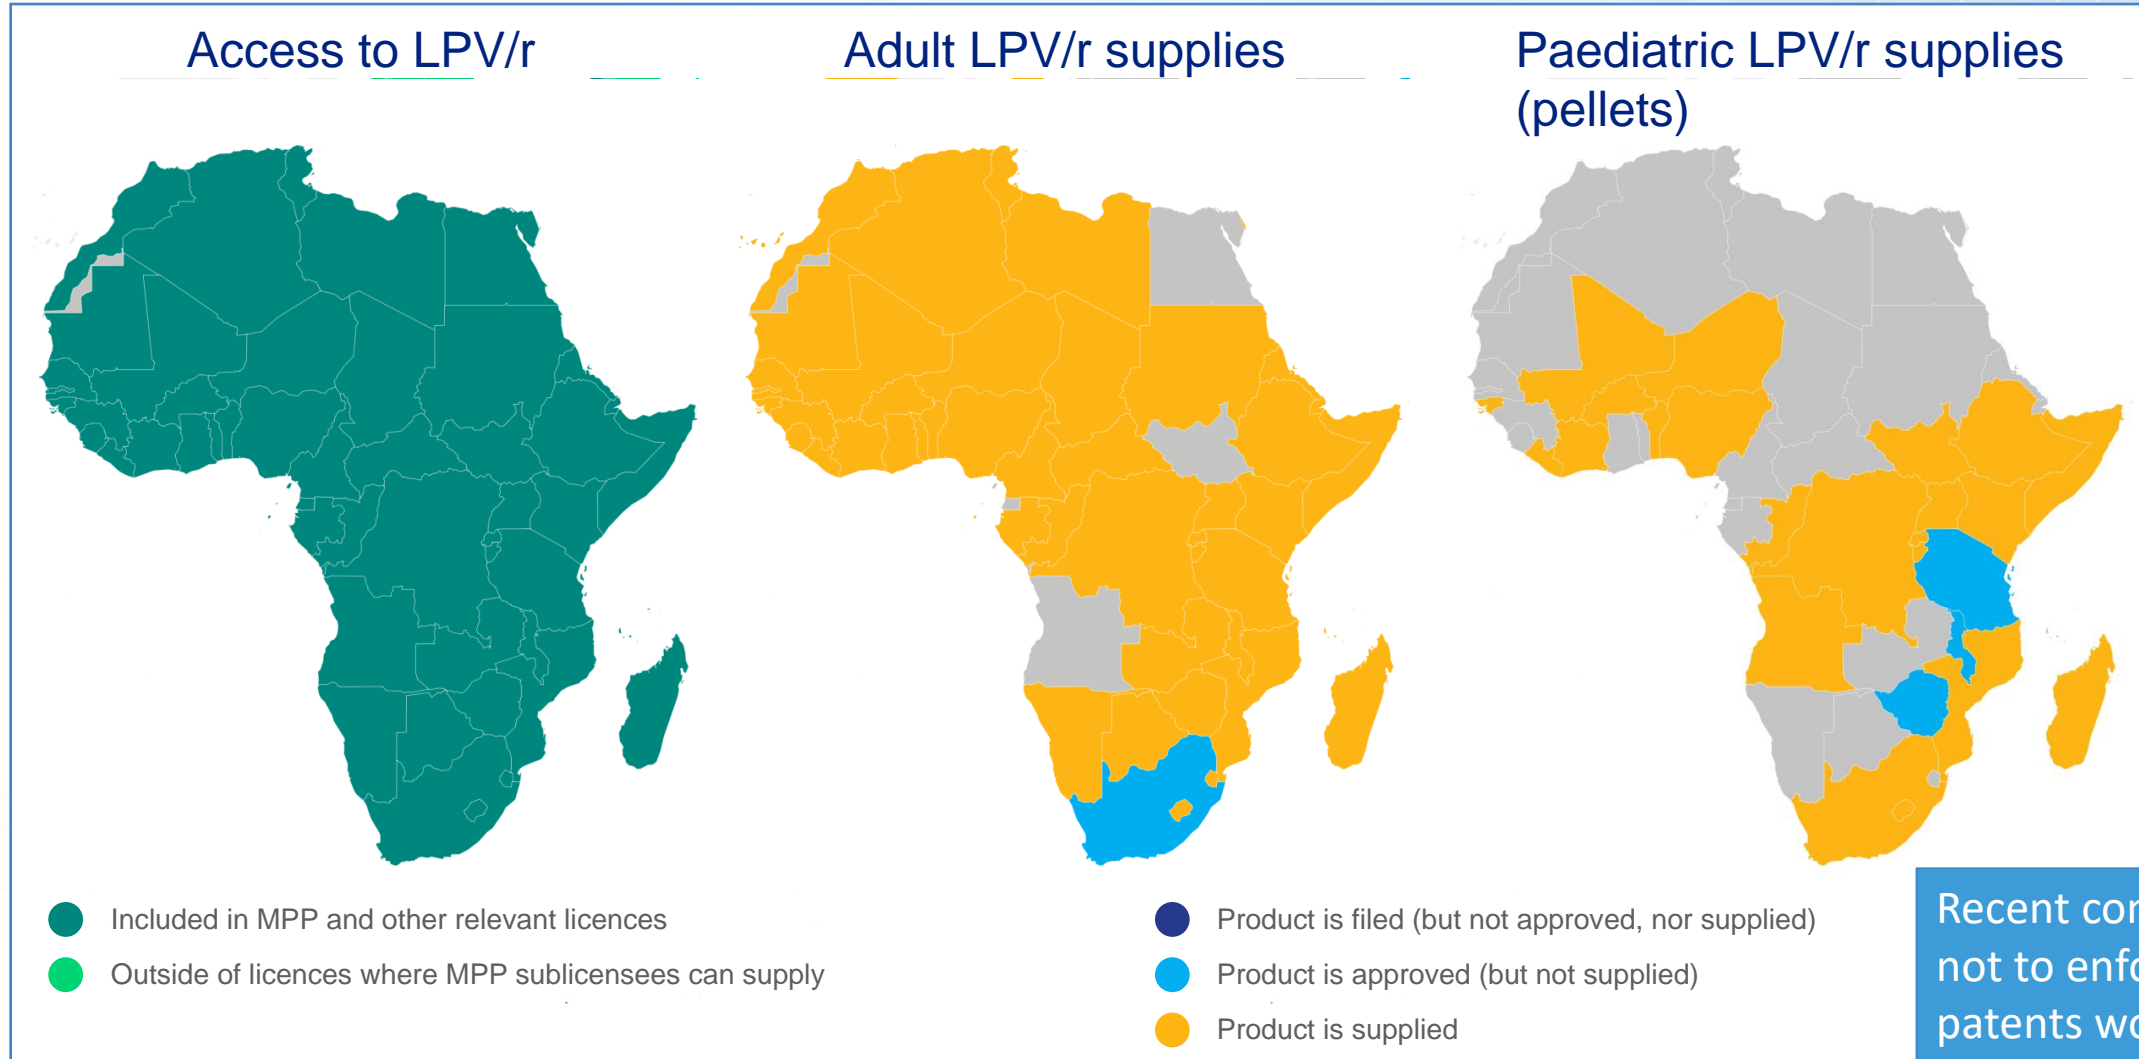 Access to LPV/r
Adult LPV/r supplies
Paediatric LPV/r supplies
(pellets)
Included in MPP and other relevant licences
Outside of licences where MPP sublicensees can supply
Product is filed (but not approved, nor supplied)
Product is approved (but not supplied)
Product is supplied
Recent
not to
patents